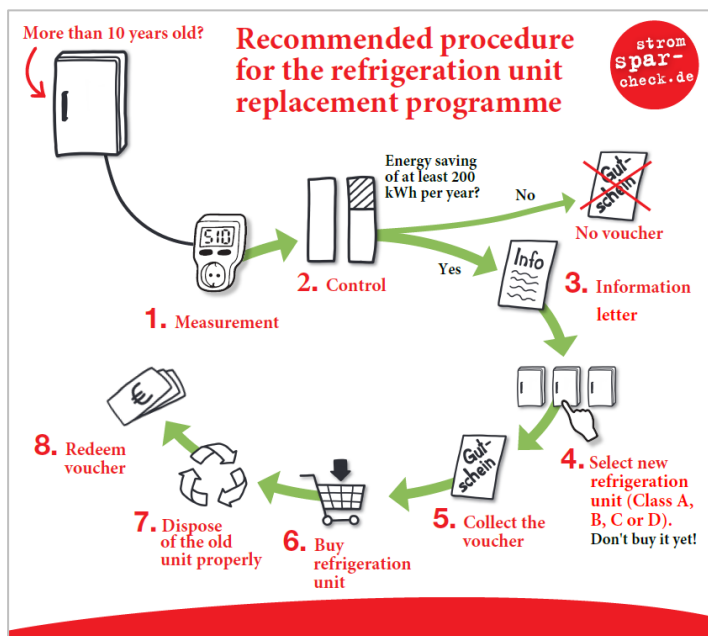 More than 10 years old?
Recommended procedure
for the refrigeration unit
replacement programme
strom
spar-
check.de
Energy saving
of at least 200
kWh per year?
No
Gut-
schein
No voucher
510
Yes
Info
1. Measurement
2. Control
3. Information
letter
4. Select new
refrigeration
unit (Class A,
B, C or D).
Don't buy it yet!
Gut-
schein
5. Collect the
voucher
6. Buy
refrigeration
unit
7. Dispose
of the old
unit properly
€
8. Redeem
voucher